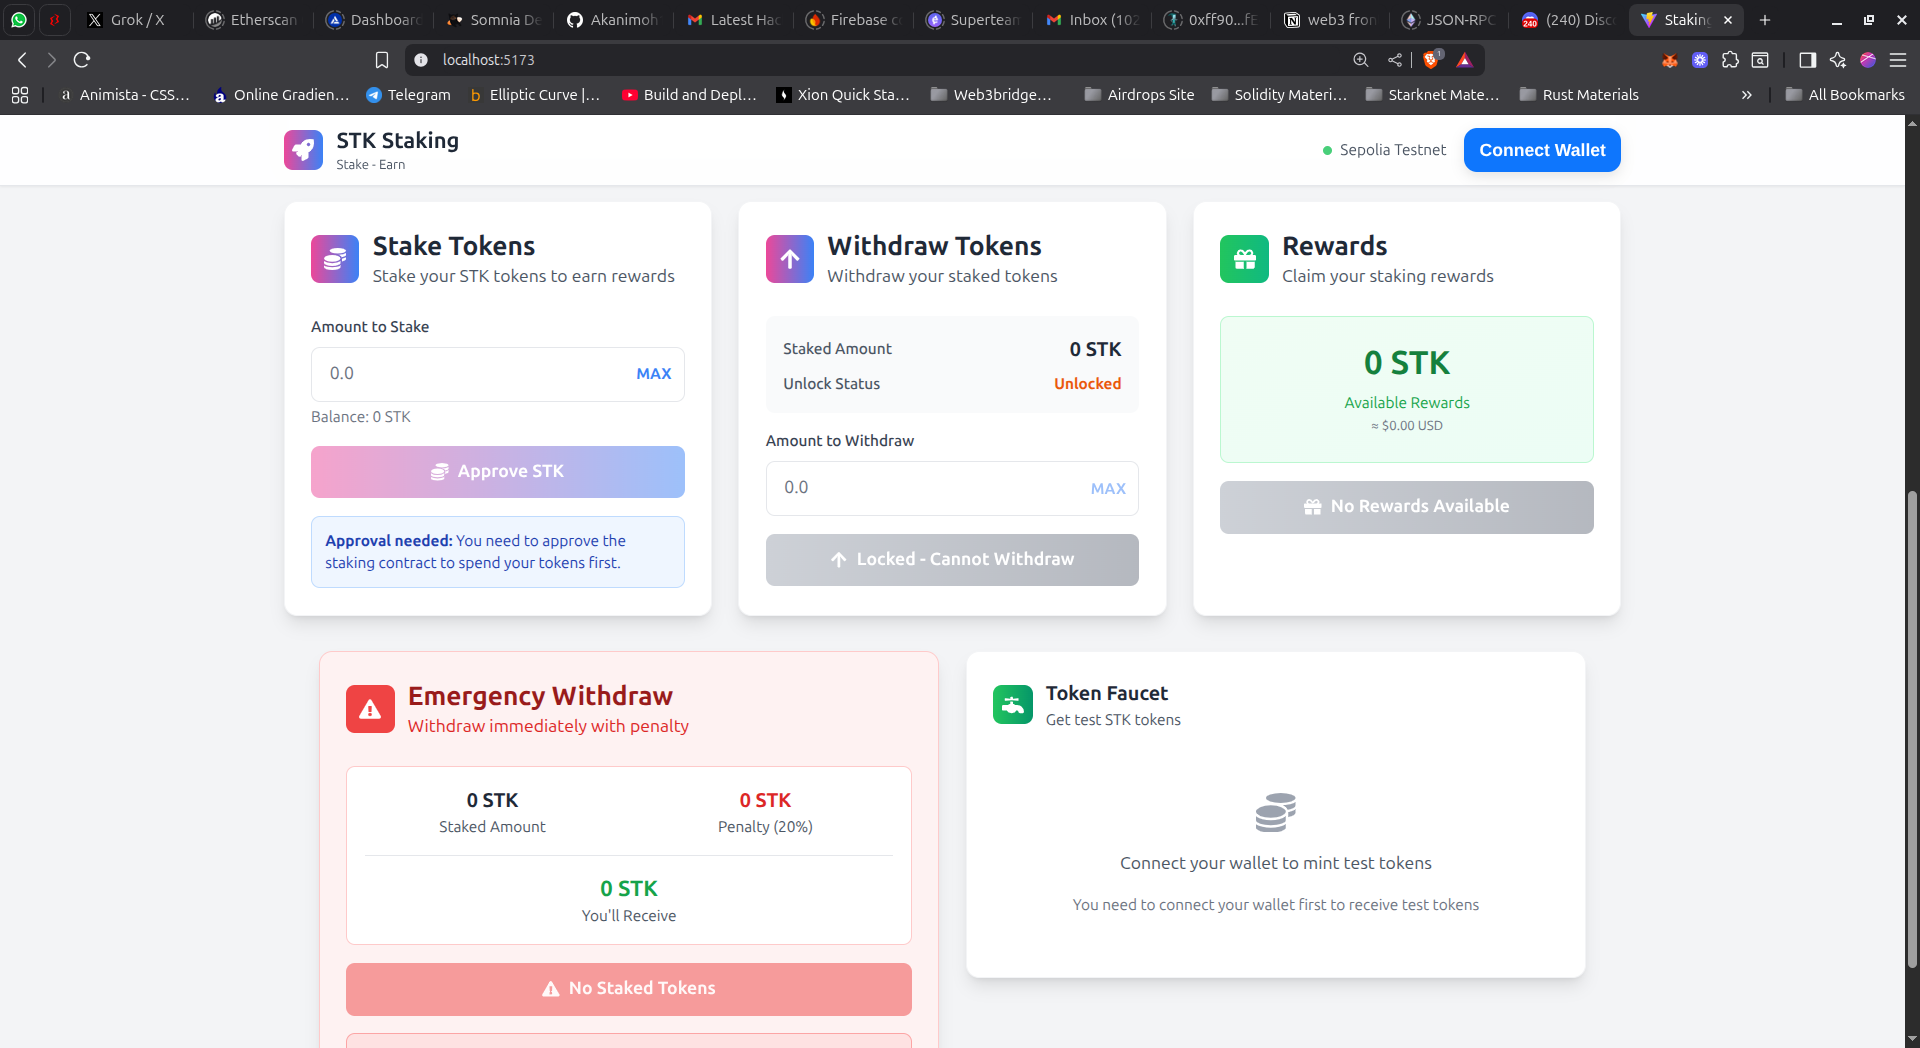 Grok / X
Etherscan
Dashboard
Somnia De
Akanimoh
Latest Hac
Firebase co
Superteam
Inbox (102
0xff90...fE
web3 fron
JSON-RPC
240
(240) Disc
Staking
localhost:5173
1
Animista - CSS...
Online Gradien...
Telegram
Elliptic Curve |...
Build and Depl...
Xion Quick Sta...
Web3bridge...
Airdrops Site
Solidity Materi...
Starknet Mate...
Rust Materials
»
All Bookmarks
STK Staking
Stake - Earn
Sepolia Testnet
Connect Wallet
Stake Tokens
Stake your STK tokens to earn rewards
Amount to Stake
0.0
MAX
Balance: 0 STK
Approve STK
Approval needed: You need to approve the
staking contract to spend your tokens first.
Withdraw Tokens
Withdraw your staked tokens
Staked Amount
0 STK
Unlock Status
Unlocked
Amount to Withdraw
0.0
MAX
Locked - Cannot Withdraw
Rewards
Claim your staking rewards
0 STK
Available Rewards
≈ $0.00 USD
No Rewards Available
Emergency Withdraw
Withdraw immediately with penalty
0 STK
Staked Amount
0 STK
Penalty (20%)
0 STK
You'll Receive
No Staked Tokens
Token Faucet
Get test STK tokens
Connect your wallet to mint test tokens
You need to connect your wallet first to receive test tokens